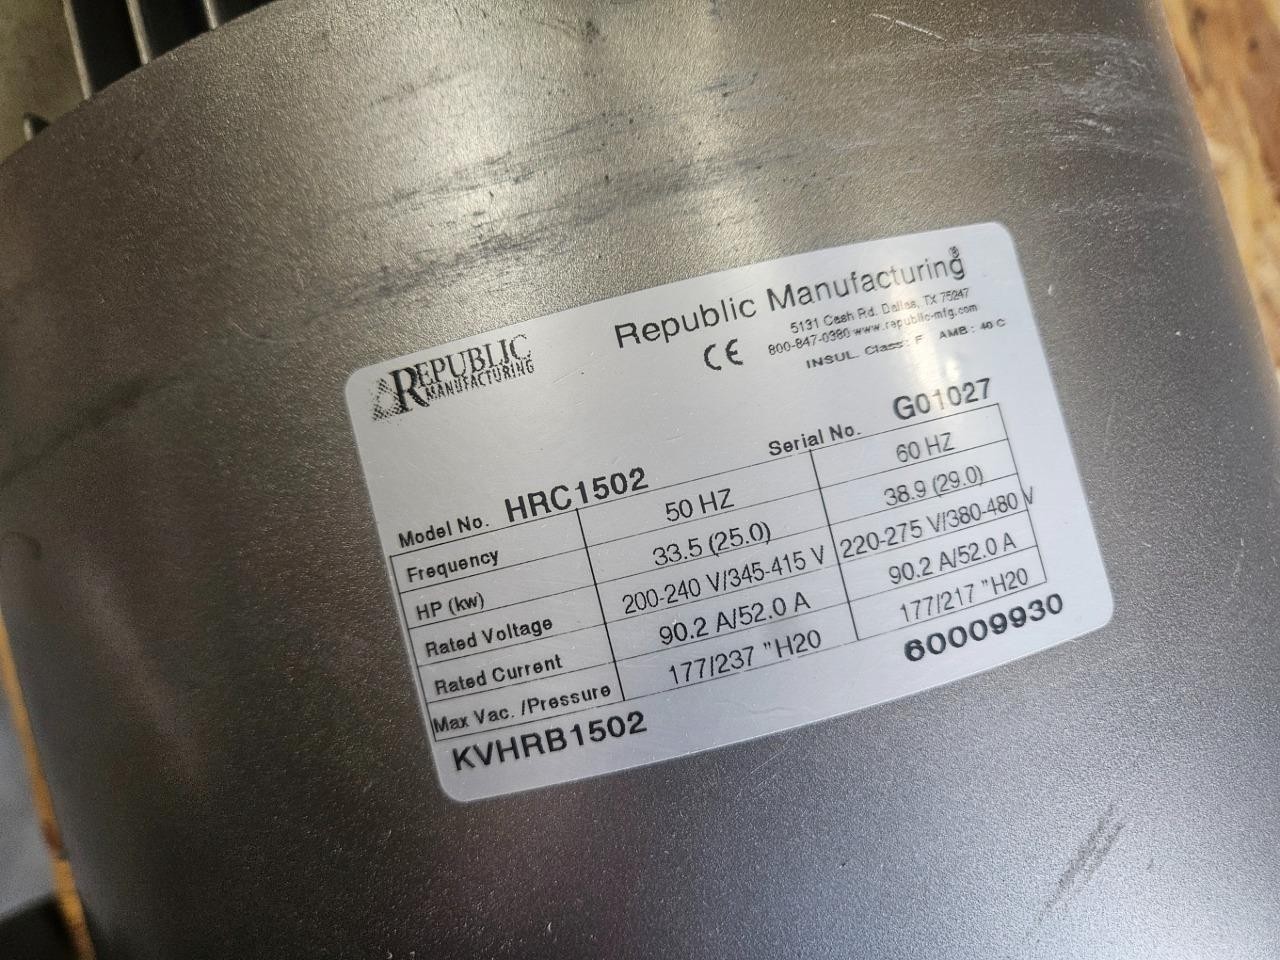 REPUBLIC
MANUFACTURING
Republic Manufacturing®
5131 Cash Rd. Dallas, TX 75247
CE 800-847-0380 www.republic-mfg.com
INSUL. Class: F AMB: 40 C
Model No. HRC1502 Serial No. G01027
Frequency 50 HZ 60 HZ
HP (kw) 33.5 (25.0) 38.9 (29.0)
Rated Voltage 200-240 V/345-415 V 220-275 V/380-480 V
Rated Current 90.2 A/52.0 A 90.2 A/52.0 A
Max Vac. /Pressure 177/237 "H20 177/217 "H20
KVHRB1502 60009930